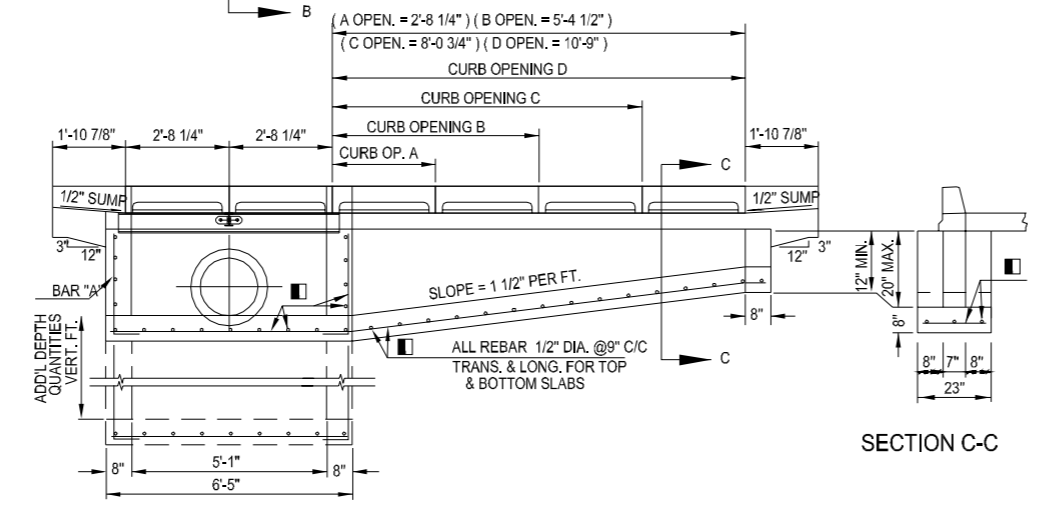 B
( A OPEN. = 2'-8 1/4" ) ( B OPEN. = 5'-4 1/2" )
( C OPEN. = 8'-0 3/4" ) ( D OPEN. = 10'-9" )
CURB OPENING D
CURB OPENING C
CURB OPENING B
CURB OP. A
1'-10 7/8"
2'-8 1/4"
2'-8 1/4"
1'-10 7/8"
C
1/2" SUMP
1/2" SUMP
3"
12"
12"
3"
BAR "A"
SLOPE = 1 1/2" PER FT.
12" MIN.
20" MAX.
8"
8"
ADD'L DEPTH
QUANTITIES
VERT. FT.
ALL REBAR 1/2" DIA. @9" C/C
TRANS. & LONG. FOR TOP
& BOTTOM SLABS
C
8"
7"
8"
23"
SECTION C-C
8"
5'-1"
8"
6'-5"